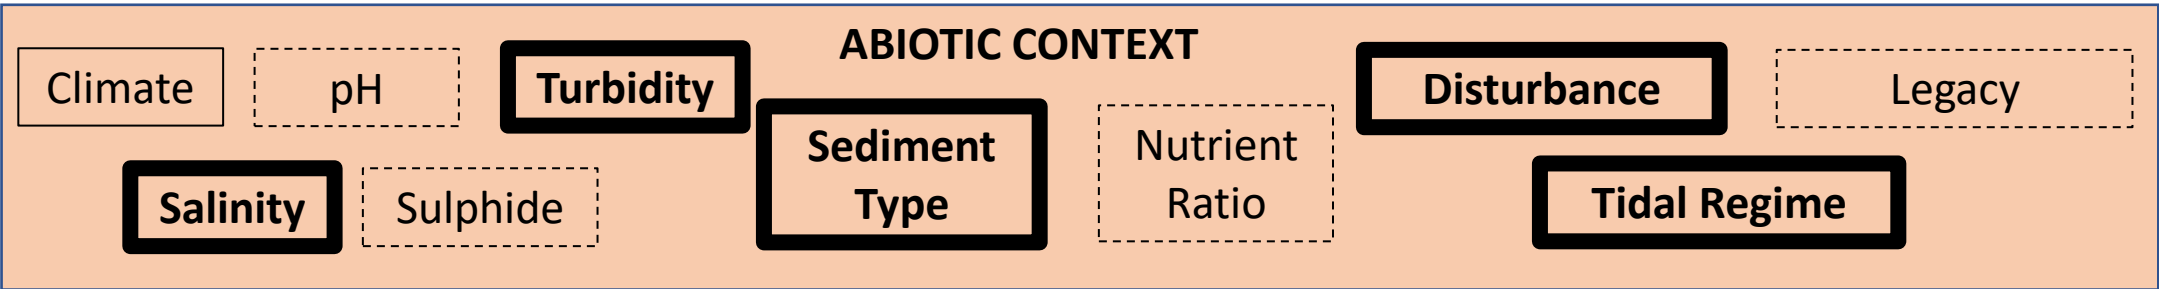 ABIOTIC CONTEXT
Climate
pH
Turbidity
Disturbance
Legacy
Sediment
Type
Nutrient
Ratio
Salinity
Sulphide
Tidal Regime